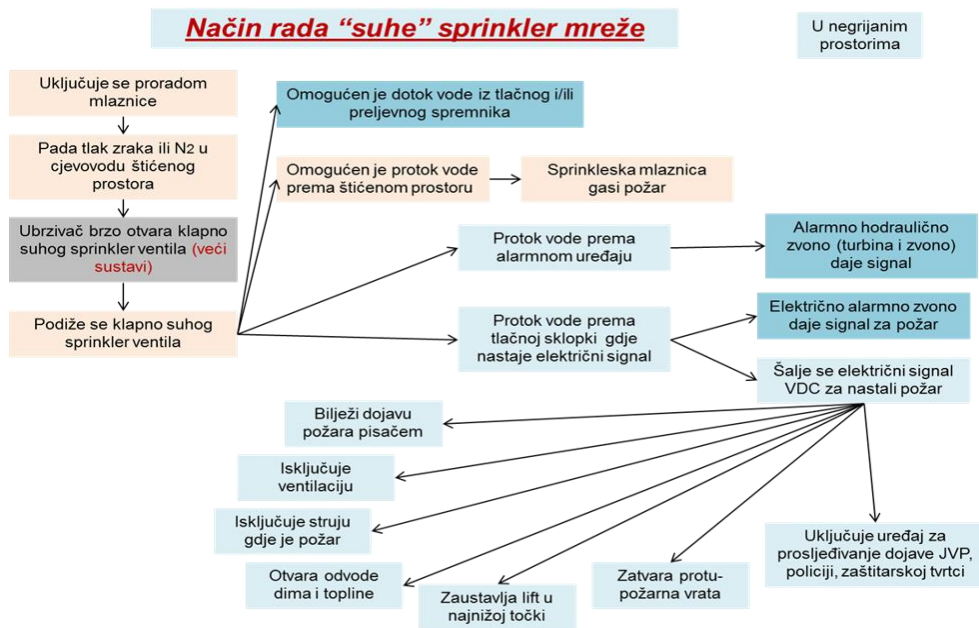 Način rada “suhe” sprinkler mreže
U negrijanim
prostorima
Uključuje se proradom
mlaznice
Pada tlak zraka ili N2 u
cjevovodu štićenog
prostora
Ubrzivač brzo otvara klapno
suhog sprinkler ventila (veći
sustavi)
Podiže se klapno suhog
sprinkler ventila
Omogućen je dotok vode iz tlačnog i/ili
preljevnog spremnika
Omogućen je protok vode
prema štićenom prostoru
Sprinkleska mlaznica
gasi požar
Protok vode prema
alarmnom uređaju
Alarmno hodraulično
zvono (turbina i zvono)
daje signal
Protok vode prema
tlačnoj sklopki gdje
nastaje električni signal
Električno alarmno zvono
daje signal za požar
Šalje se električni signal
VDC za nastali požar
Bilježi dojavu
požara pisačem
Isključuje
ventilaciju
Isključuje struju
gdje je požar
Otvara odvode
dima i topline
Zaustavlja lift u
najnižoj točki
Zatvara protu-
požarna vrata
Uključuje uređaj za
prosljeđivanje dojave JVP,
policiji, zaštitarskoj tvrtci